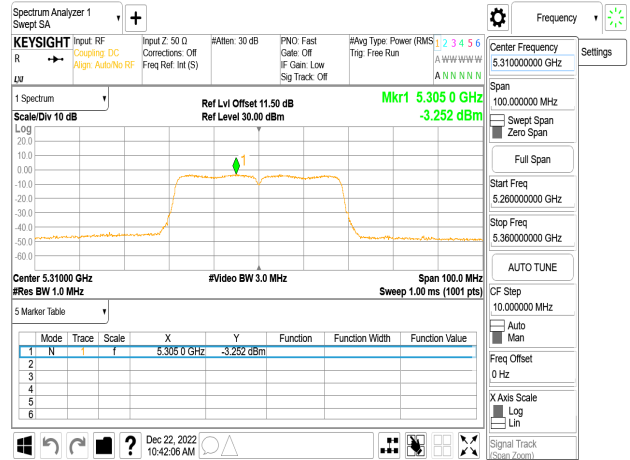 Spectrum Analyzer 1
Swept SA
Frequency
KEYSIGHT
R
LXI
Input: RF
Coupling: DC
Align: Auto/No RF
Input Z: 50 Ω
Corrections: Off
Freq Ref: Int (S)
#Atten: 30 dB
PNO: Fast
Gate: Off
IF Gain: Low
Sig Track: Off
#Avg Type: Power (RMS
Trig: Free Run
1 2 3 4 5 6
A W W W W W
A N N N N N
1 Spectrum
Scale/Div 10 dB
Ref Lvl Offset 11.50 dB
Ref Level 30.00 dBm
Mkr1 5.305 0 GHz
-3.252 dBm
Log
20.0
10.0
0.00
-10.0
-20.0
-30.0
-40.0
-50.0
-60.0
1
Center 5.31000 GHz
#Res BW 1.0 MHz
#Video BW 3.0 MHz
Span 100.0 MHz
Sweep 1.00 ms (1001 pts)
5 Marker Table
Mode Trace Scale X Y Function Function Width Function Value
1 N 1 f 5.305 0 GHz -3.252 dBm
2
3
4
5
6
?
Dec 22, 2022
10:42:06 AM
Center Frequency
5.310000000 GHz
Settings
Span
100.000000 MHz
Swept Span
Zero Span
Full Span
Start Freq
5.260000000 GHz
Stop Freq
5.360000000 GHz
AUTO TUNE
CF Step
10.000000 MHz
Auto
Man
Freq Offset
0 Hz
X Axis Scale
Log
Lin
Signal Track
(Span Zoom)